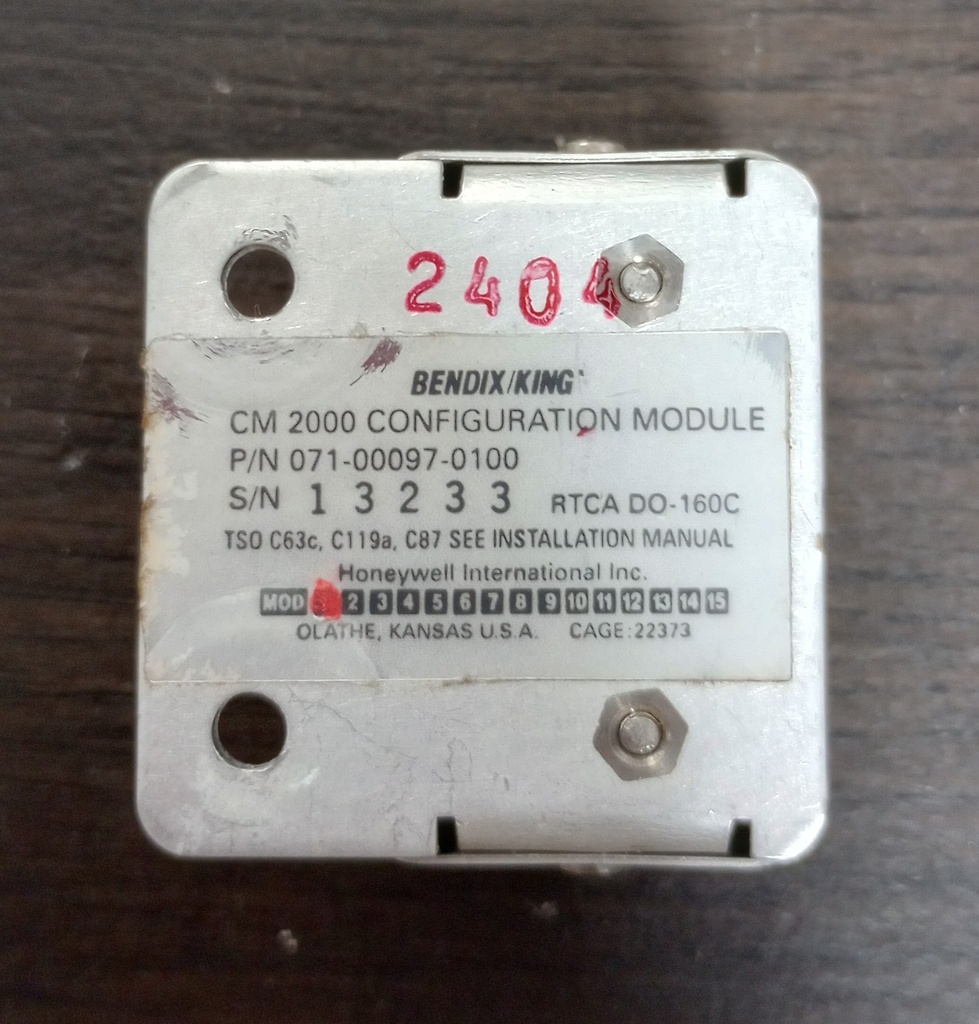 2404
BENDIX/KING
CM 2000 CONFIGURATION MODULE
P/N 071-00097-0100
S/N 13233 RTCA DO-160C
TSO C63c, C119a, C87 SEE INSTALLATION MANUAL
Honeywell International Inc.
MOD 2 3 4 5 6 7 8 9 10 11 12 13 14 15
OLATHE, KANSAS U.S.A. CAGE:22373